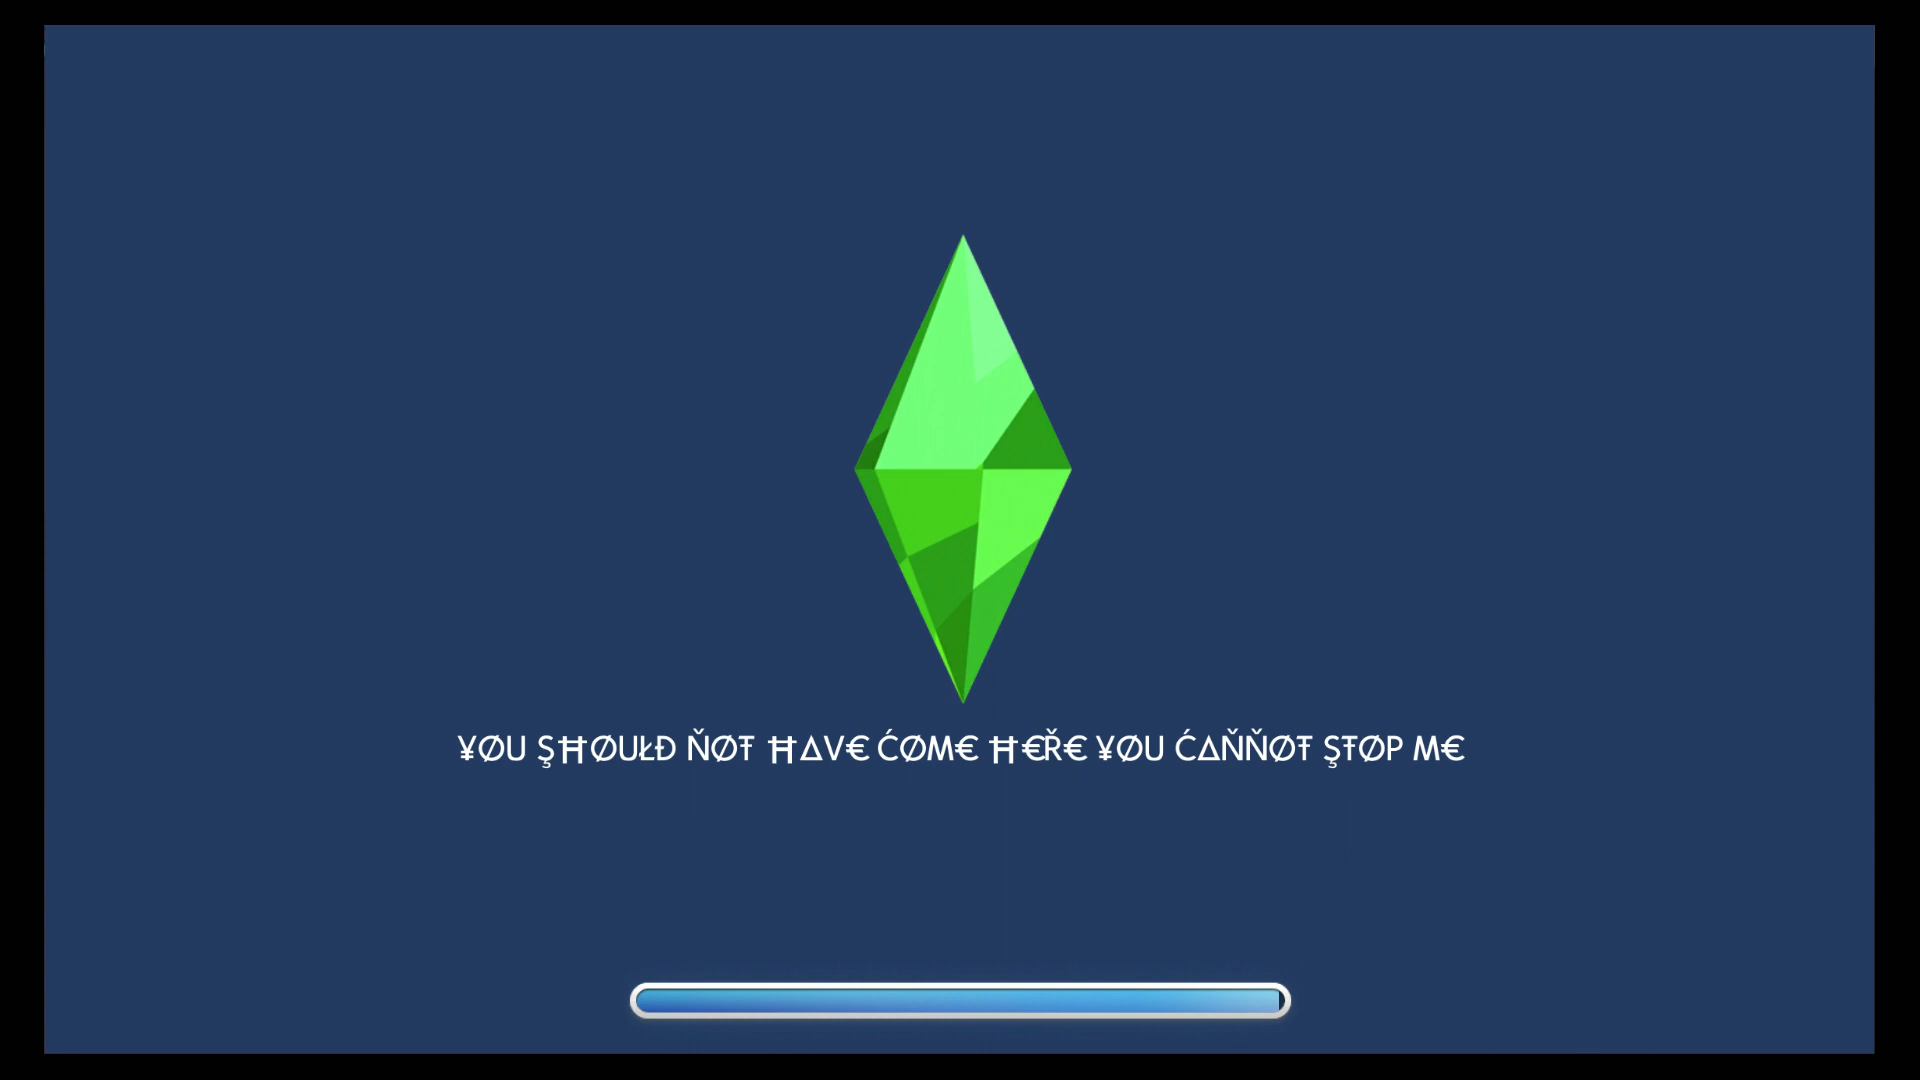 ¥ØU ŞĦØUŁĐ ŇØŦ ĦΔV€ ĆØM€ Ħ€Ř€ ¥ØU ĆΔŇŇØŦ ŞŦØP M€